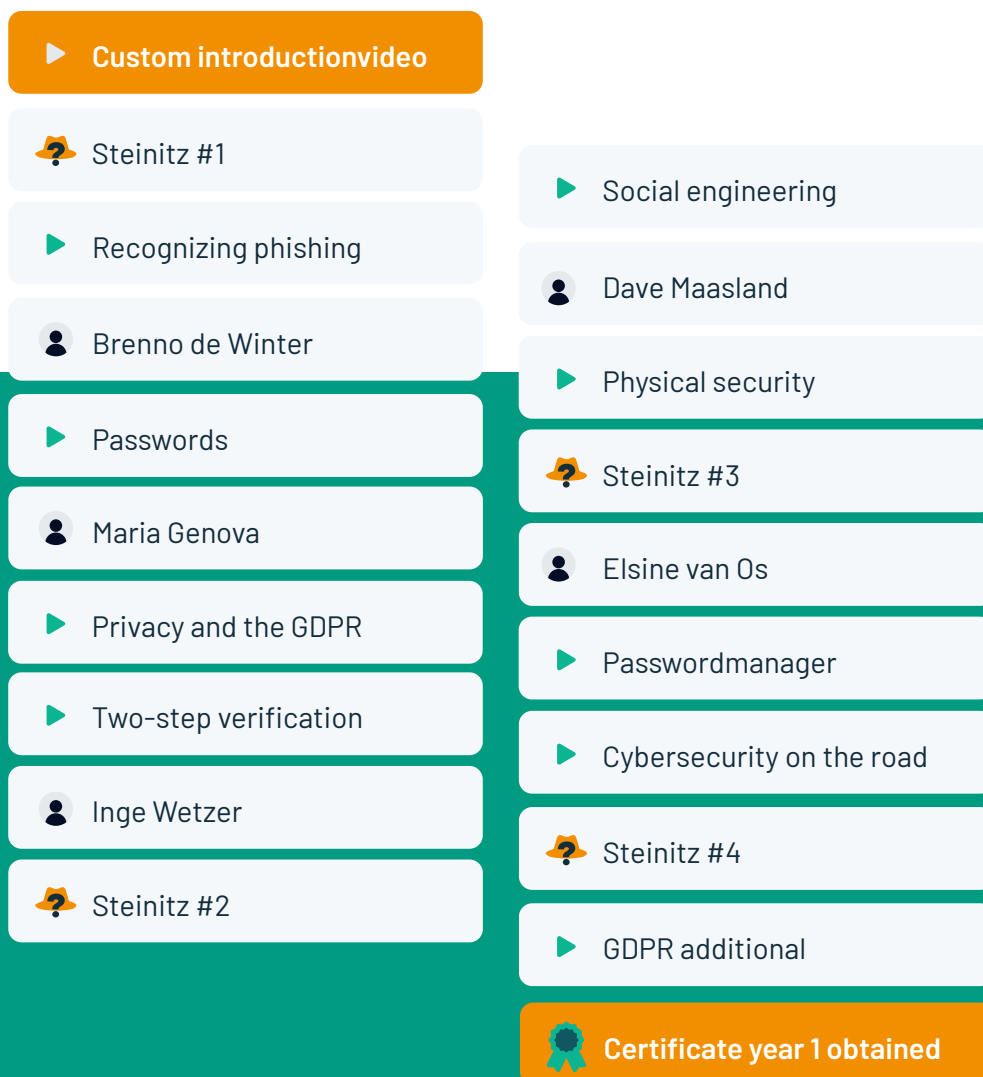 Custom introductionvideo
Steinitz #1
Recognizing phishing
Brenno de Winter
Passwords
Maria Genova
Privacy and the GDPR
Two-step verification
Inge Wetzer
Steinitz #2
Social engineering
Dave Maasland
Physical security
Steinitz #3
Elsine van Os
Passwordmanager
Cybersecurity on the road
Steinitz #4
GDPR additional
Certificate year 1 obtained